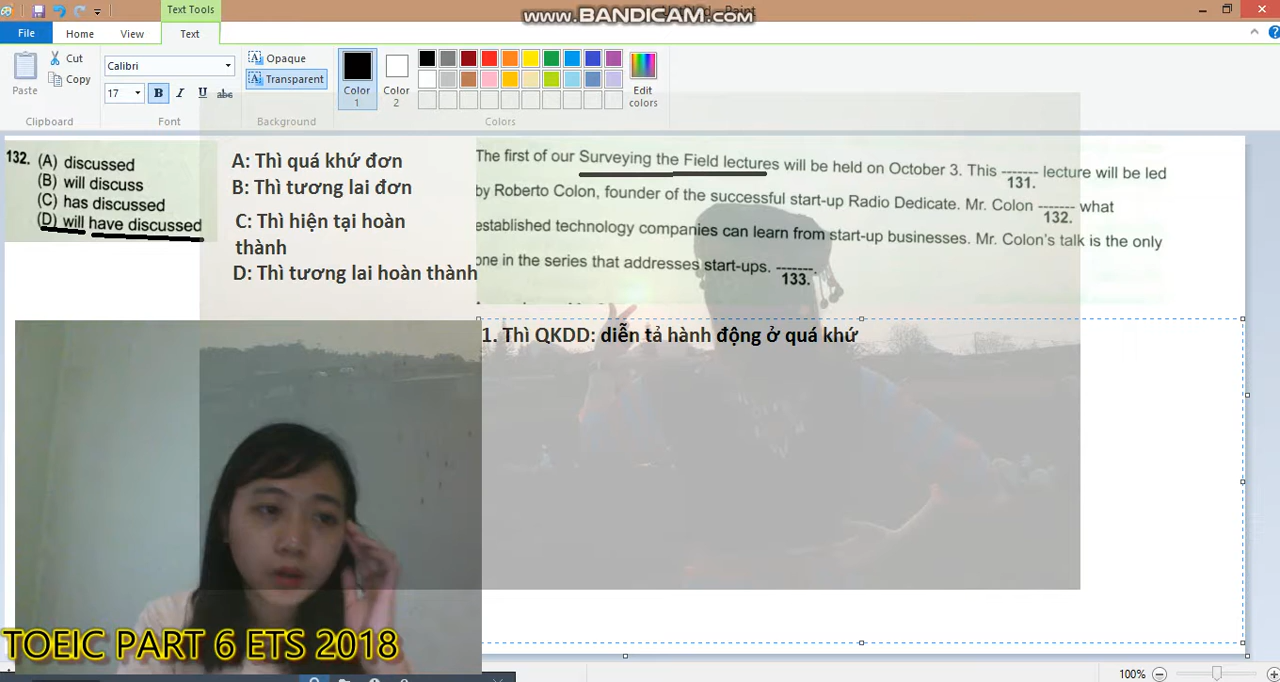 www.BANDICAM.com
Text Tools
Paint
File
Home
View
Text
Paste
Cut
Copy
Clipboard
Calibri
17
B
I
U
abc
Font
Opaque
Transparent
Background
Color 1
Color 2
Edit colors
Colors
132. (A) discussed
(B) will discuss
(C) has discussed
(D) will have discussed
A: Thì quá khứ đơn
B: Thì tương lai đơn
C: Thì hiện tại hoàn
thành
D: Thì tương lai hoàn thành
The first of our Surveying the Field lectures will be held on October 3. This ------- lecture will be led
131.
by Roberto Colon, founder of the successful start-up Radio Dedicate. Mr. Colon ------- what
132.
established technology companies can learn from start-up businesses. Mr. Colon's talk is the only
one in the series that addresses start-ups. -------.
133.
1. Thì QKDD: diễn tả hành động ở quá khứ
TOEIC PART 6 ETS 2018
100%